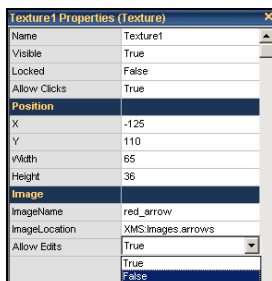 Texture1 Properties (Texture) ×
Name Texture1
Visible True
Locked False
Allow Clicks True
Position
X -125
Y 110
Width 65
Height 36
Image
ImageName red_arrow
ImageLocation XMS:Images.arrows
Allow Edits True
True
False